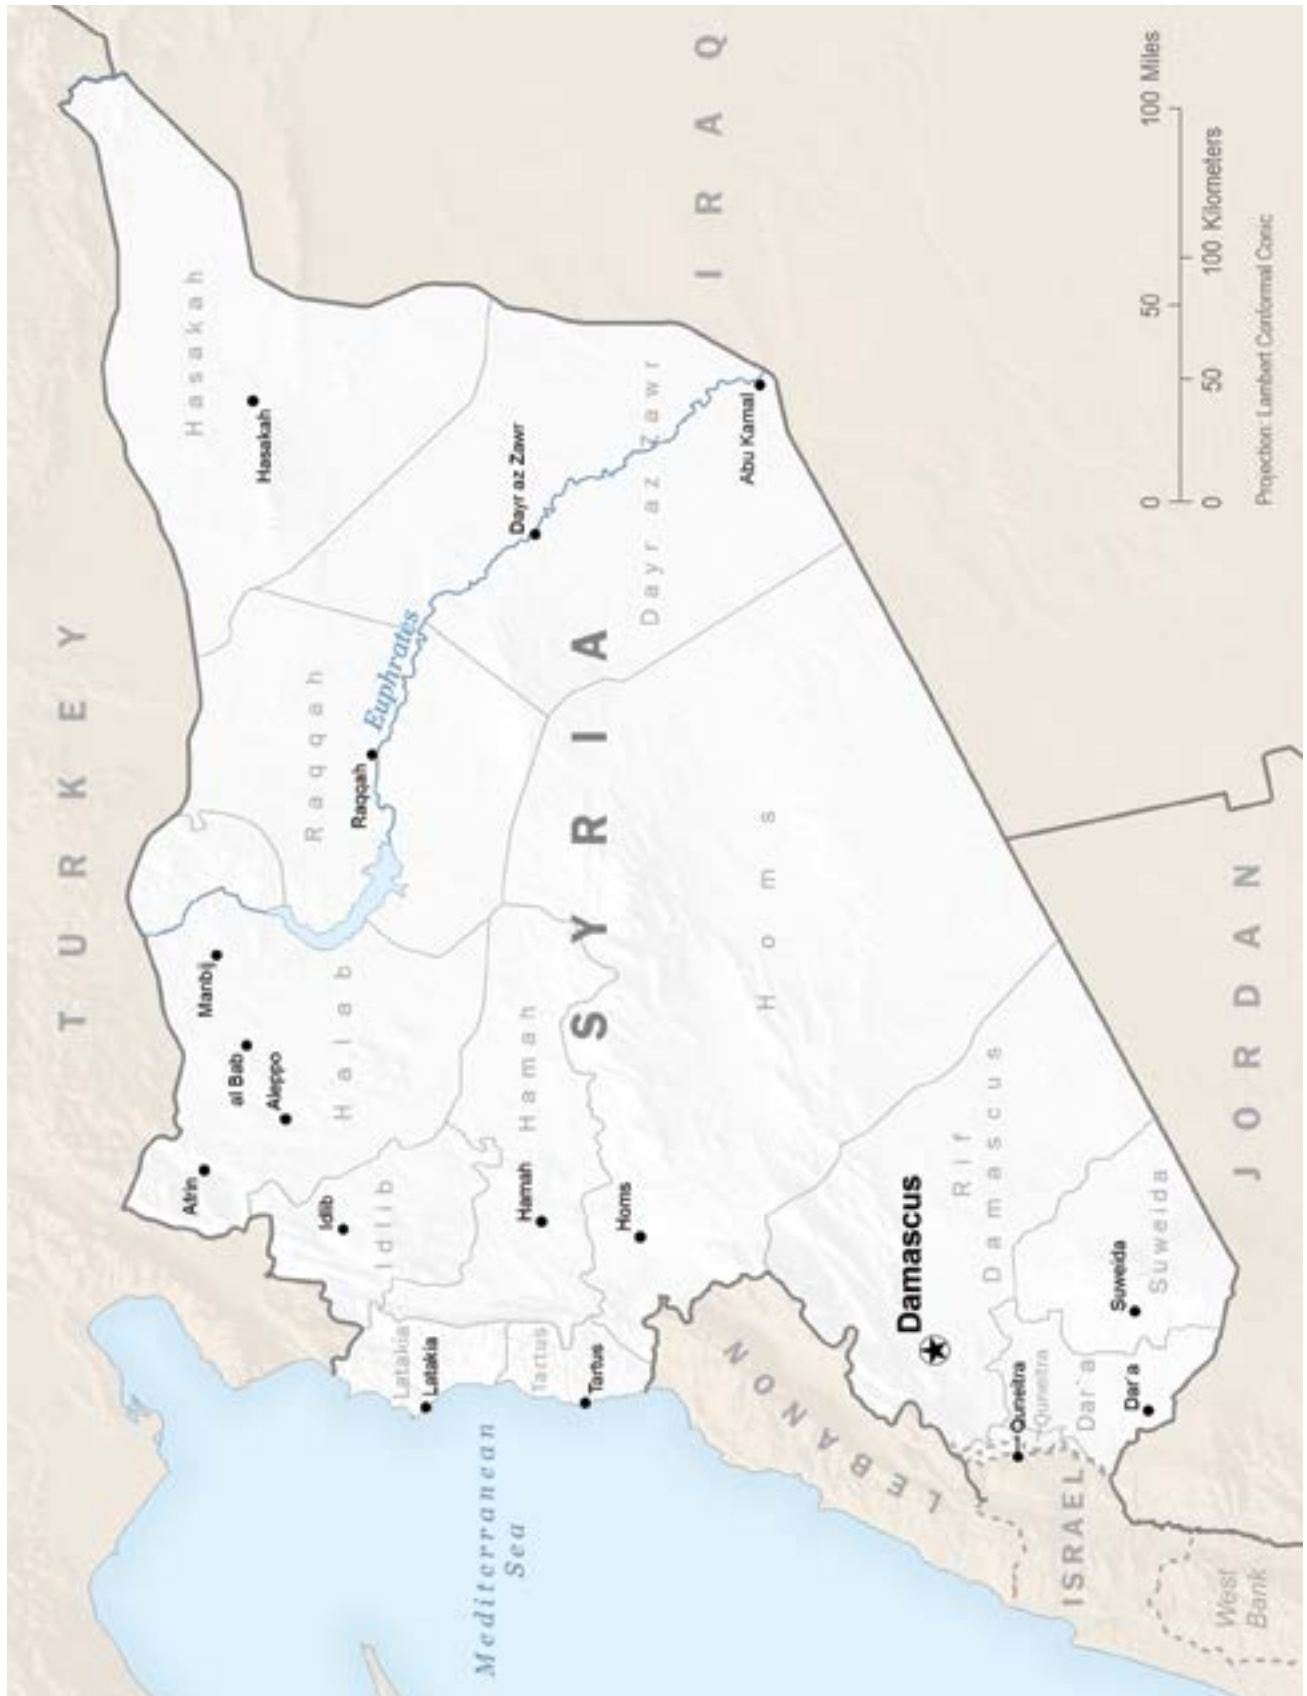 TURKEY
Hasakah
Hasakah
Manbij
al Bab
Aleppo
Afrin
Halab
Raqqah
Raqqah
Euphrates
Idlib
Idlib
Dayr az Zawr
Dayr az Zawr
Latakia
Latakia
Hamah
Hamah
SYRIA
Tartus
Tartus
Homs
Homs
Abu Kamal
Mediterranean
Sea
LEBANON
IRAQ
Damascus
Rif
Damascus
Quneitra
Quneitra
Dar`a
Dar`a
Suweida
Suweida
ISRAEL
West
Bank
JORDAN
0 50 100 Miles
0 50 100 Kilometers
Projection: Lambert Conformal Conic